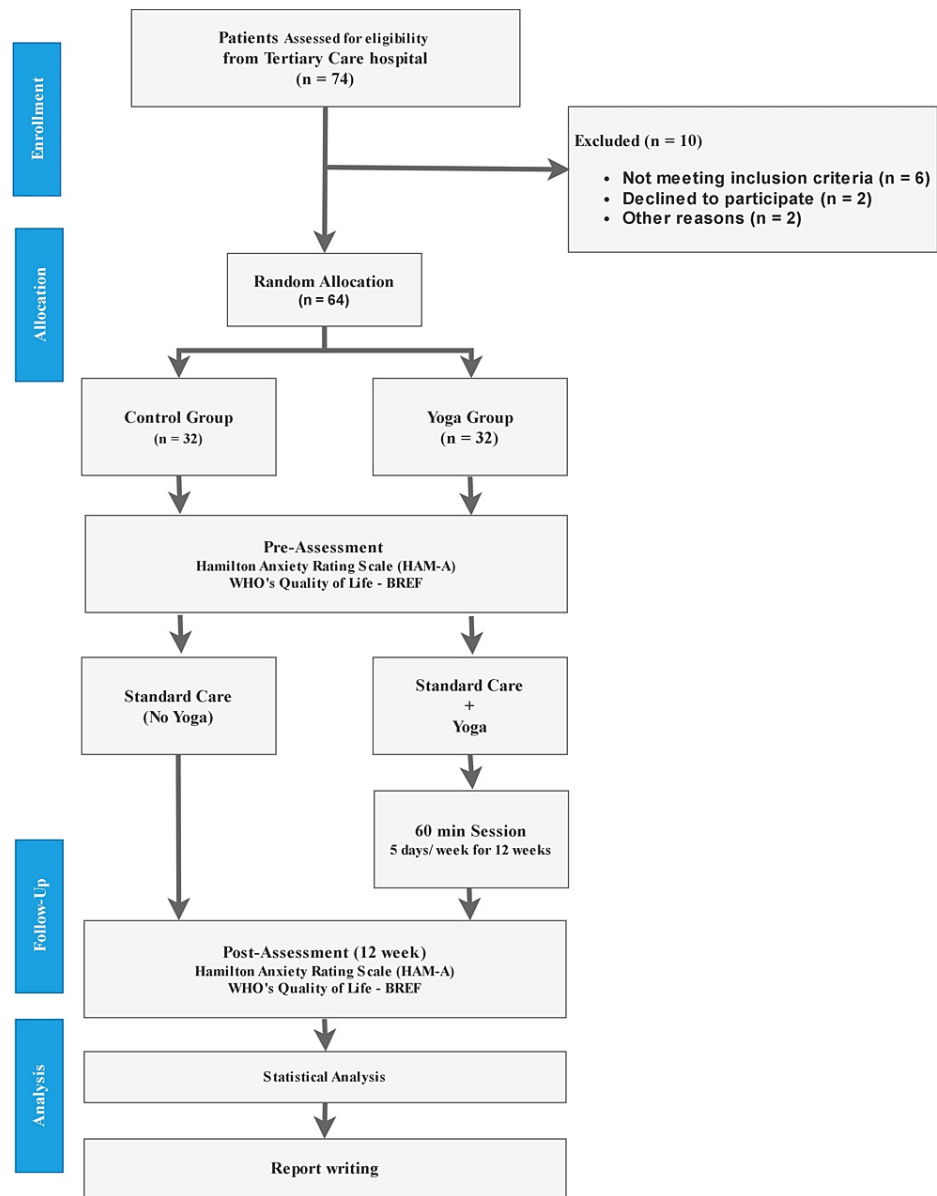 Enrollment
Patients Assessed for eligibility
from Tertiary Care hospital
(n = 74)
Excluded (n = 10)
• Not meeting inclusion criteria (n = 6)
• Declined to participate (n = 2)
• Other reasons (n = 2)
Allocation
Random Allocation
(n = 64)
Control Group
(n = 32)
Yoga Group
(n = 32)
Pre-Assessment
Hamilton Anxiety Rating Scale (HAM-A)
WHO's Quality of Life - BREF
Standard Care
(No Yoga)
Standard Care
+
Yoga
60 min Session
5 days/ week for 12 weeks
Follow-Up
Post-Assessment (12 week)
Hamilton Anxiety Rating Scale (HAM-A)
WHO's Quality of Life - BREF
Analysis
Statistical Analysis
Report writing